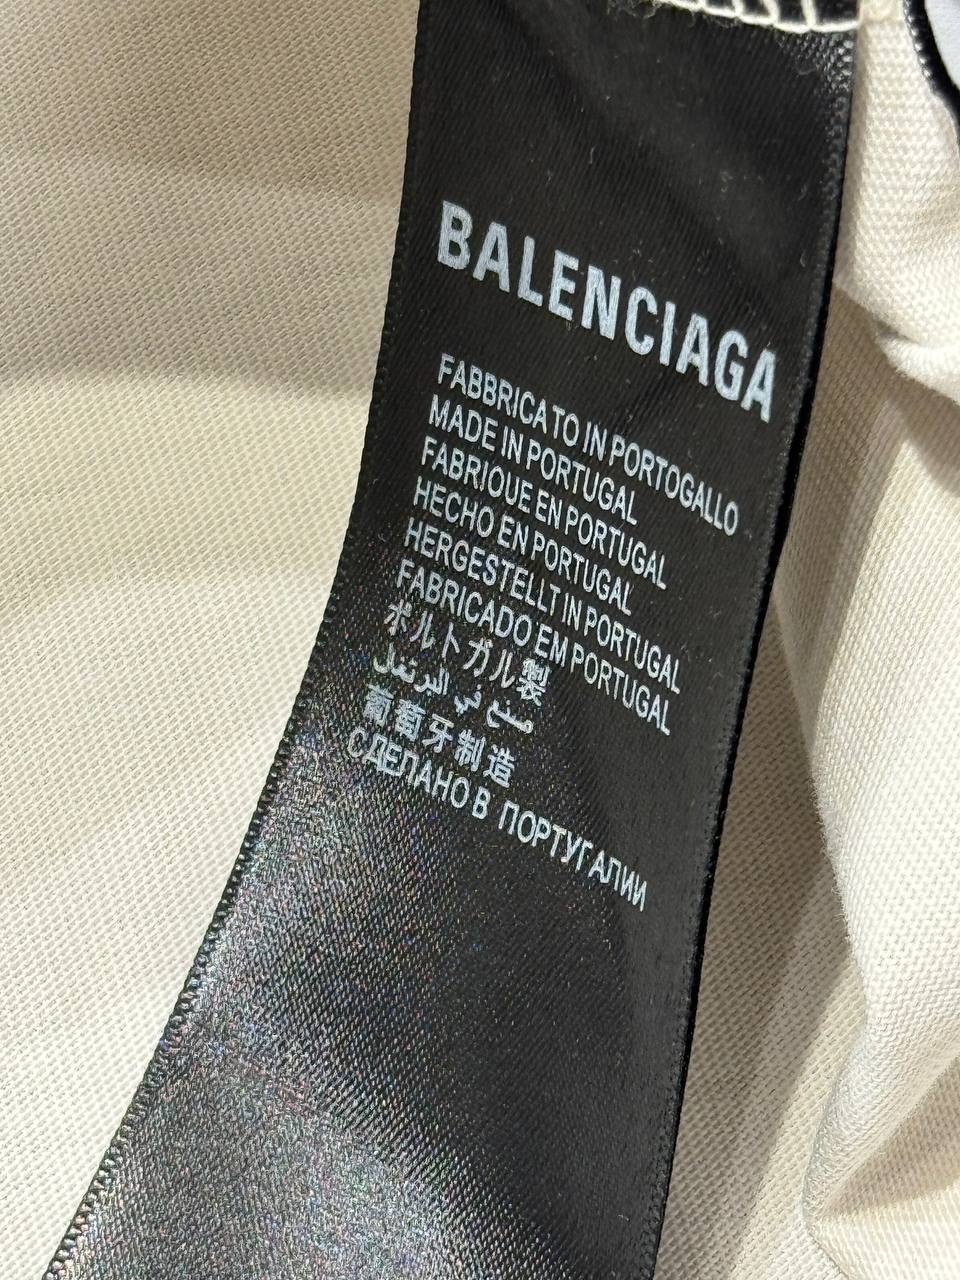 BALENCIAGA
FABBRICATO IN PORTOGALLO
MADE IN PORTUGAL
FABRIQUE EN PORTUGAL
HECHO EN PORTUGAL
HERGESTELLT IN PORTUGAL
FABRICADO EM PORTUGAL
ポルトガル製
صنع في البرتغال
葡萄牙制造
СДЕЛАНО В ПОРТУГАЛИИ